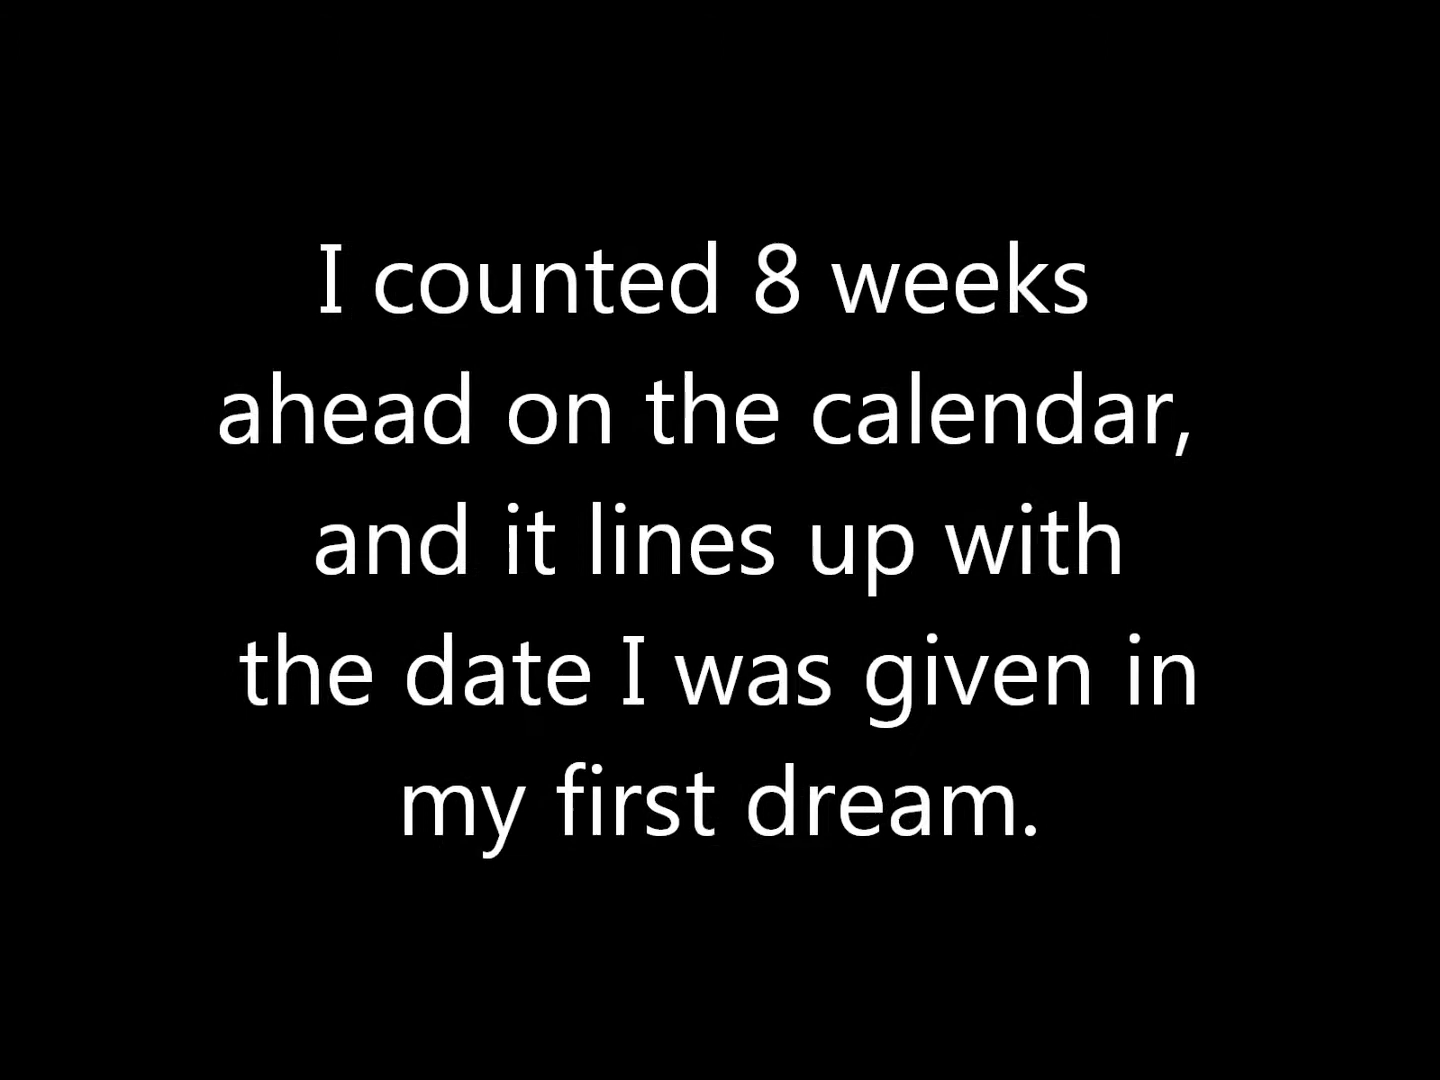 I counted 8 weeks
ahead on the calendar,
and it lines up with
the date I was given in
my first dream.